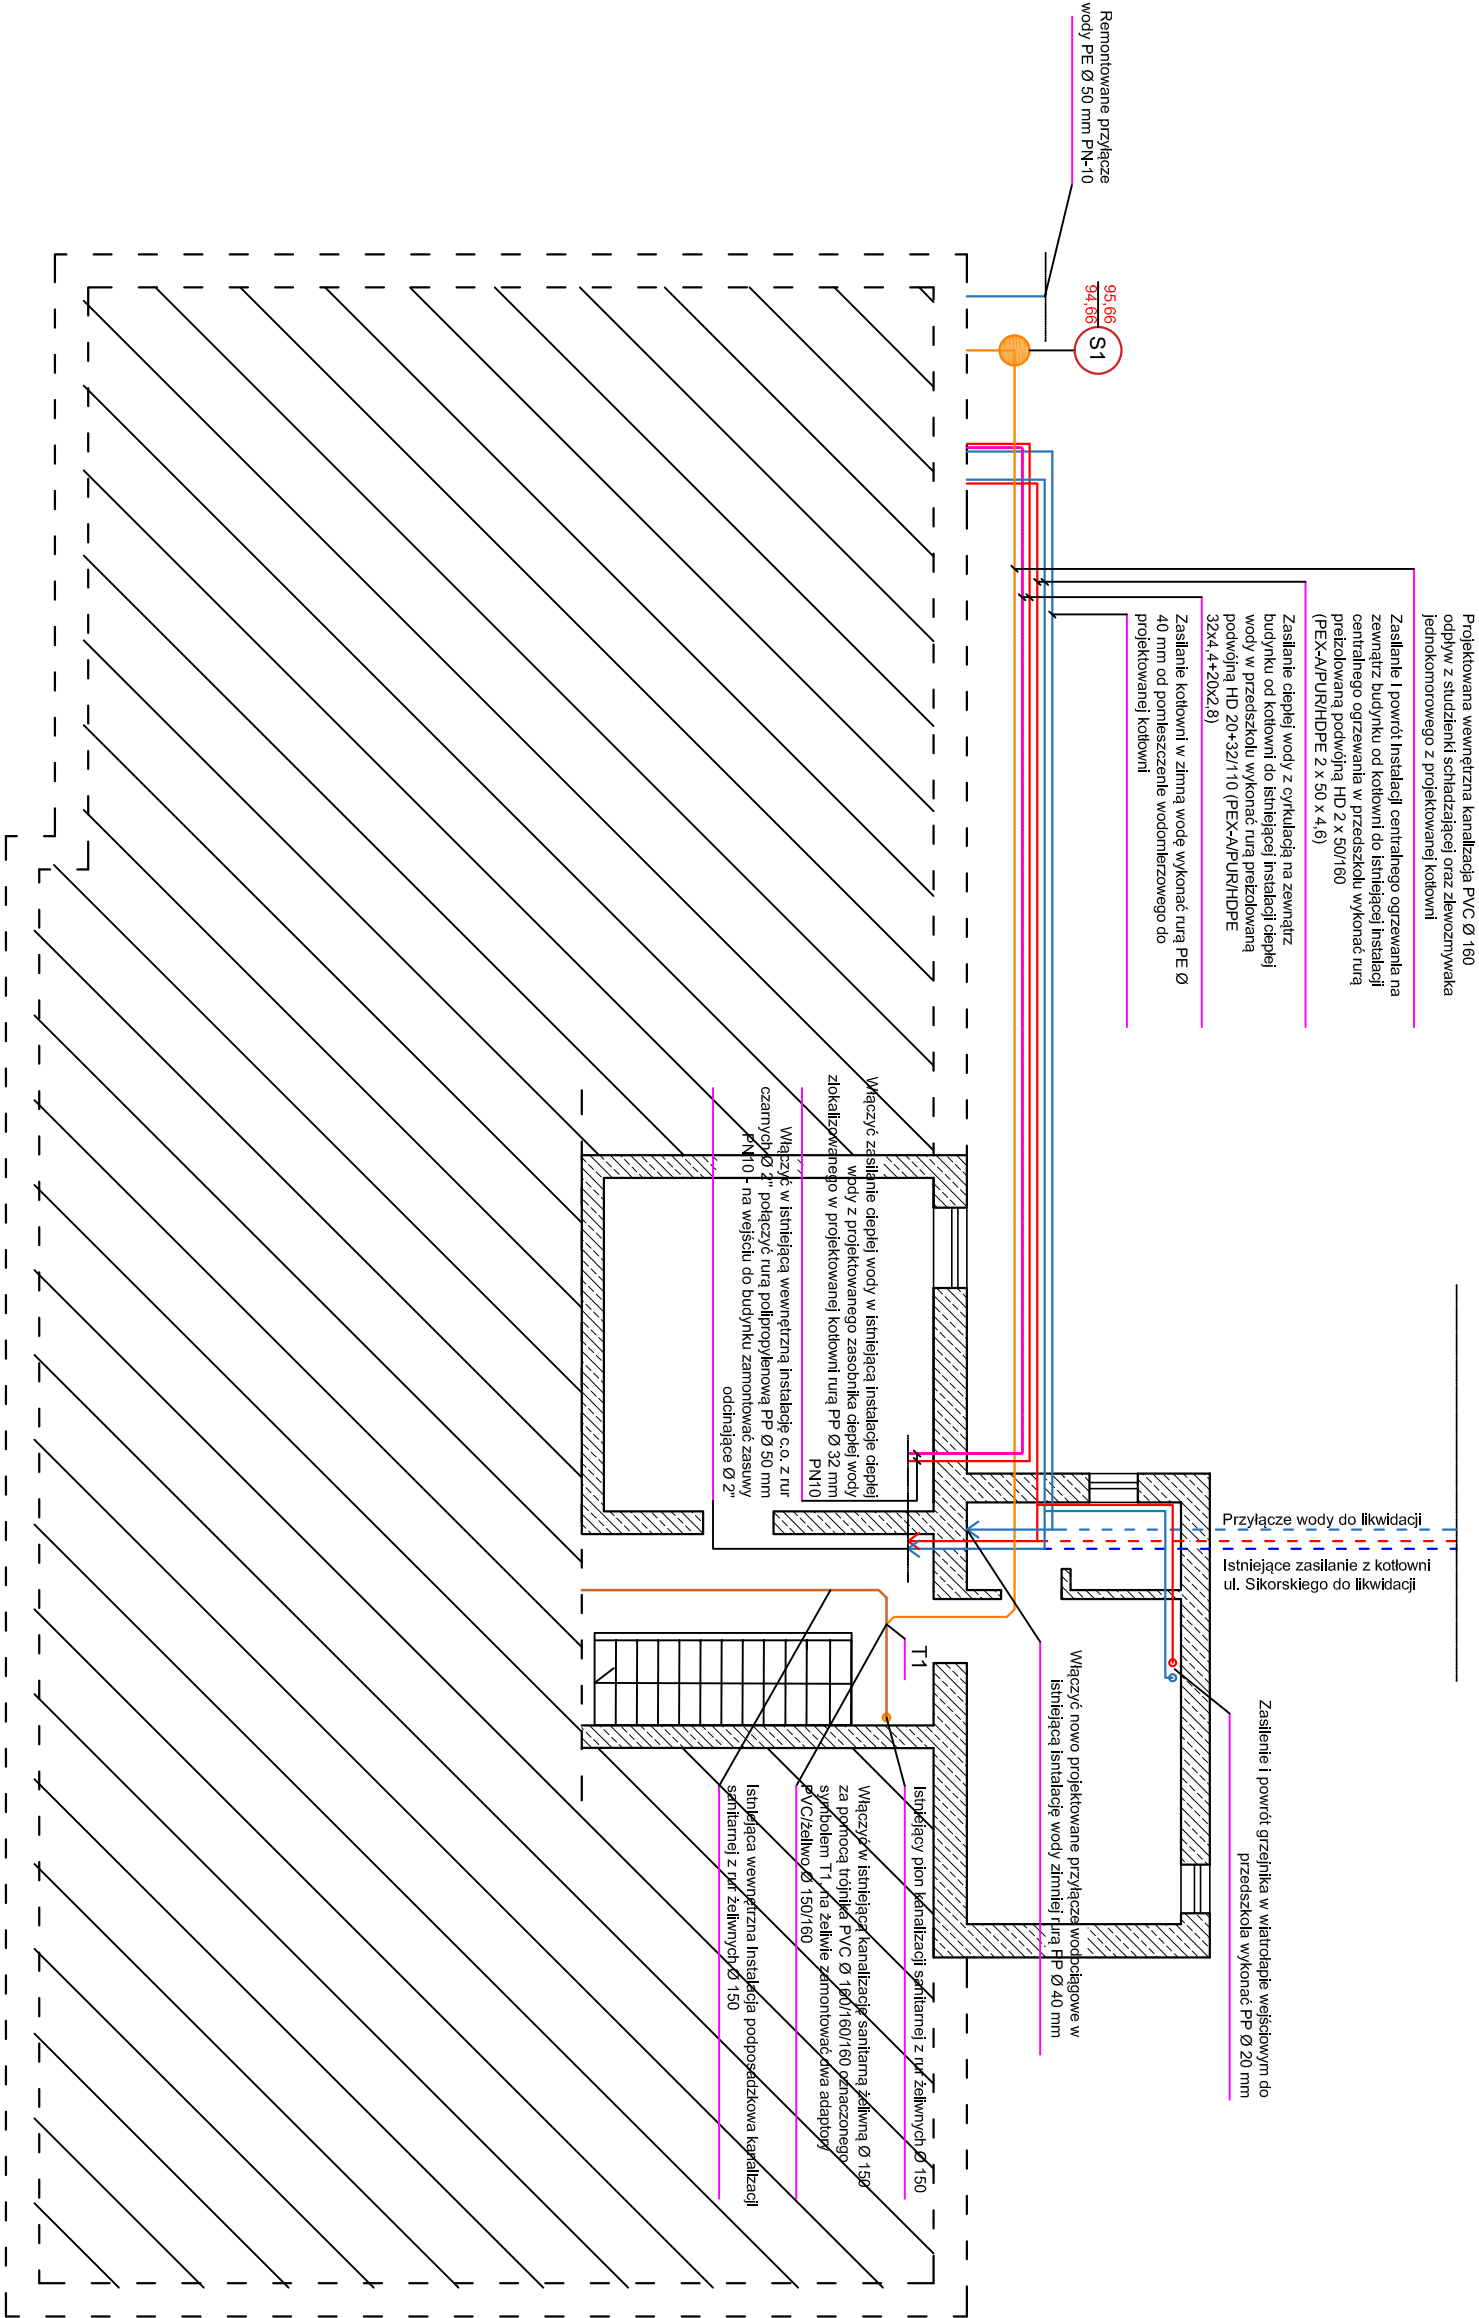 Remontowane przyłącze
wody PE Ø 50 mm PN-10
95,66
94,66
S1
Projektowana wewnętrzna kanalizacja PVC Ø 160
odpływ z studzienki schładzającej oraz zlewozmywaka
jednokomorowego z projektowanej kotłowni
Zasilanie i powrót instalacji centralnego ogrzewania na
zewnątrz budynku od kotłowni do istniejącej instalacji
centralnego ogrzewania w przedszkolu wykonać rurą
preizolowaną podwójną HD 2 x 50/160
(PEX-A/PUR/HDPE 2 x 50 x 4,6)
Zasilanie ciepłej wody z cyrkulacją na zewnątrz
budynku od kotłowni do istniejącej instalacji ciepłej
wody w przedszkolu wykonać rurą preizolowaną
podwójną HD 20+32/110 (PEX-A/PUR/HDPE
32x4,4+20x2,8)
Zasilanie kotłowni w zimną wodę wykonać rurą PE Ø
40 mm od pomieszczenie wodomierzowego do
projektowanej kotłowni
Włączyć zasilanie ciepłej wody w istniejącą instalacje ciepłej
wody z projektowanego zasobnika ciepłej wody
zlokalizowanego w projektowanej kotłowni rurą PP Ø 32 mm
PN10
Włączyć w istniejącą wewnętrzną instalację c.o. z rur
czarnych Ø 2" połączyć rurą polipropylenową PP Ø 50 mm
PN10 - na wejściu do budynku zamontować zasuwy
odcinające Ø 2"
Przyłącze wody do likwidacji
Istniejące zasilanie z kotłowni
ul. Sikorskiego do likwidacji
T1
Zasilenie i powrót grzejnika w wiatrołapie wejściowym do
przedszkola wykonać PP Ø 20 mm
Włączyć nowo projektowane przyłącze wodociągowe w
istniejącą isntalację wody zimniej rurą PP Ø 40 mm
Istniejący pion kanalizacji sanitarnej z rur żeliwnych Ø 150
Włączyć w istniejącą kanalizację sanitarną żeliwną Ø 150
za pomocą trójnika PVC Ø 160/160/160 oznaczonego
symbolem T1, na żeliwie zamontować dwa adaptory
PVC/żeliwo Ø 150/160
Istniejąca wewnętrzna instalacja podposadzkowa kanalizacji
sanitarnej z rur żeliwnych Ø 150